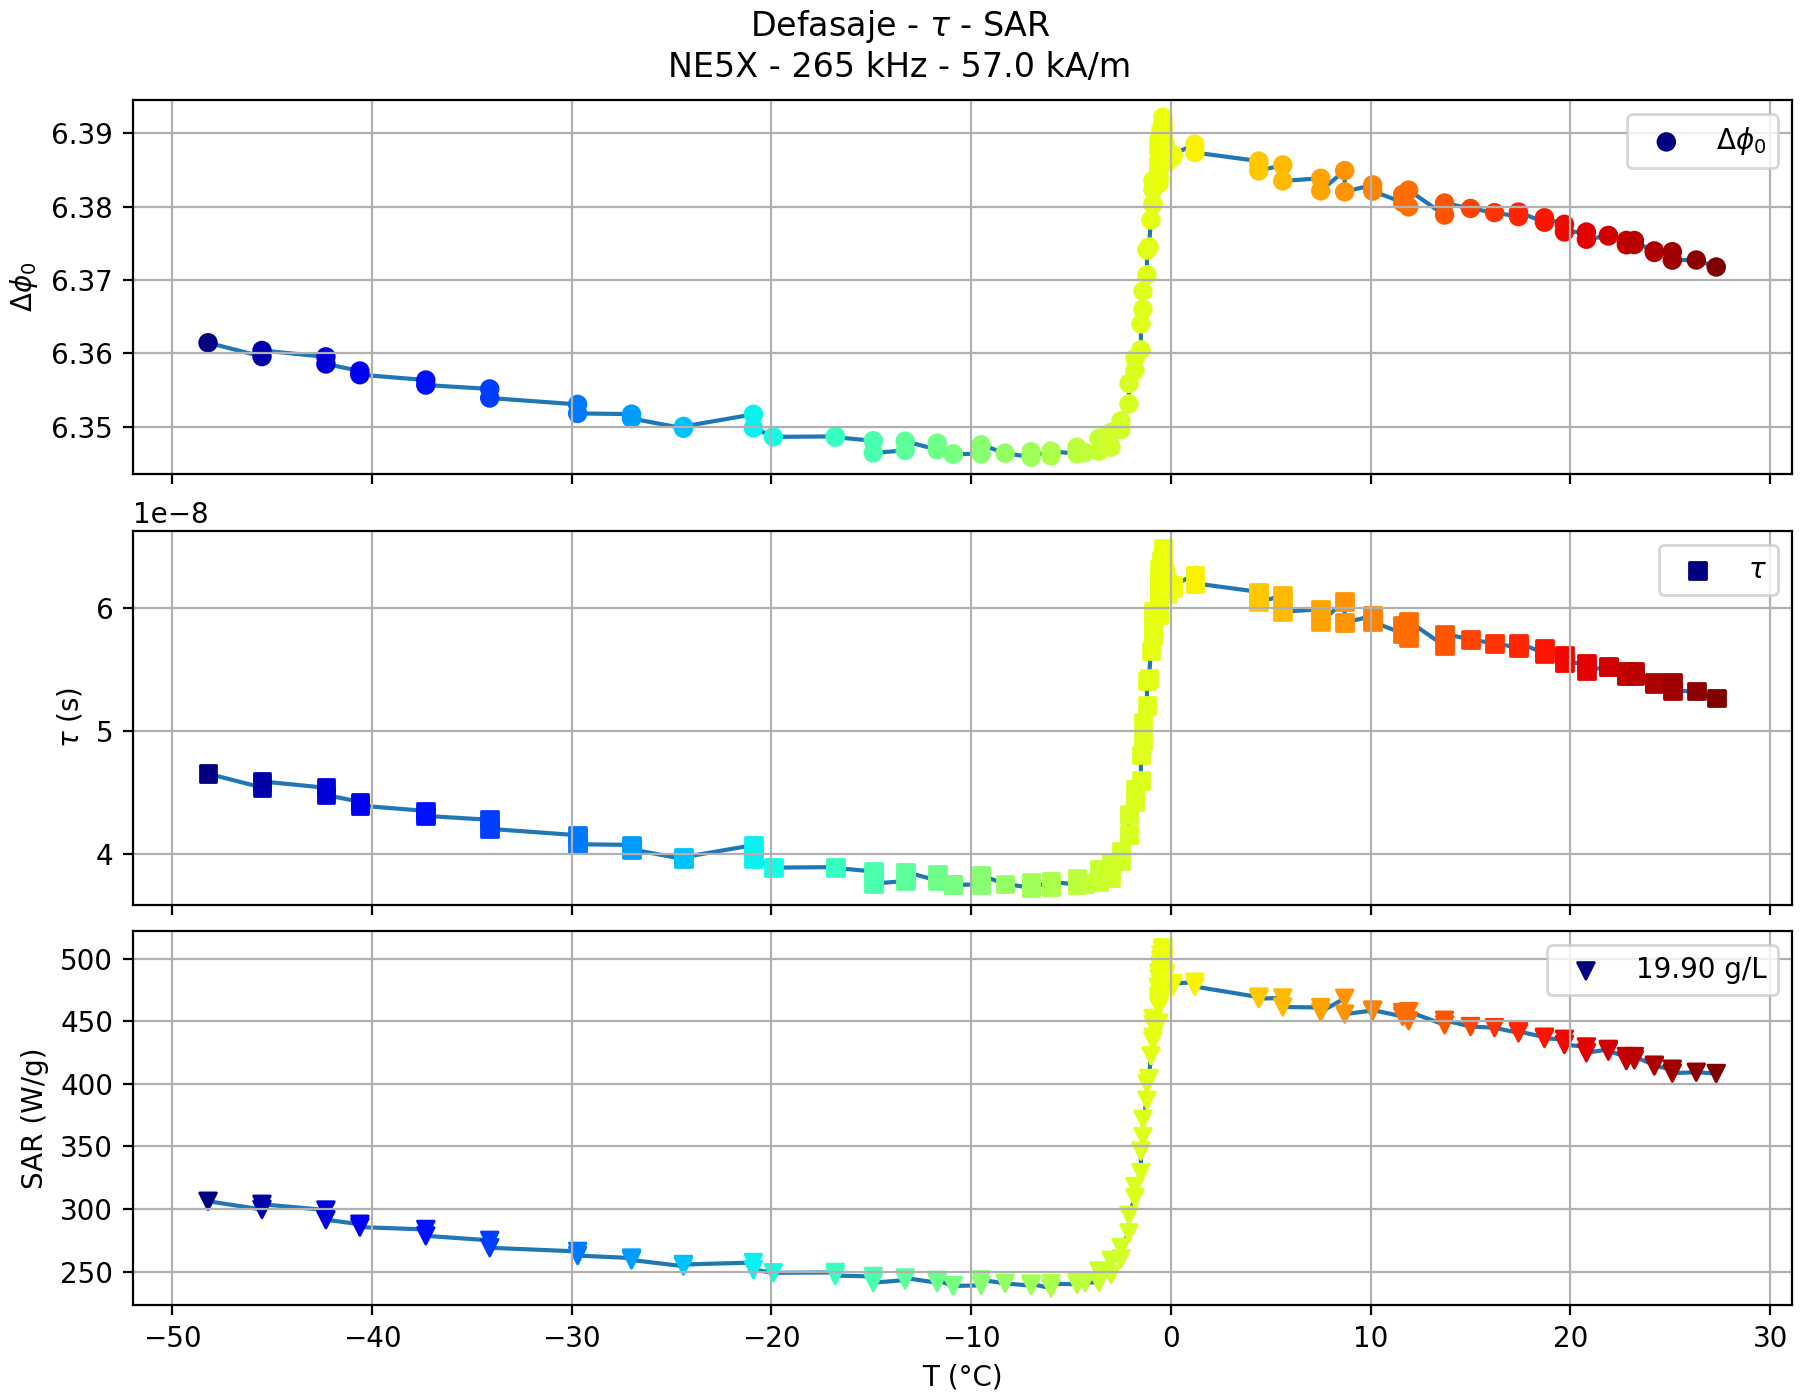 Defasaje - τ - SAR
NE5X - 265 kHz - 57.0 kA/m
6.39
6.38
6.37
6.36
6.35
Δϕ₀
Δϕ₀
1e−8
6
5
4
τ (s)
τ
500
450
400
350
300
250
SAR (W/g)
19.90 g/L
−50 −40 −30 −20 −10 0 10 20 30
T (°C)